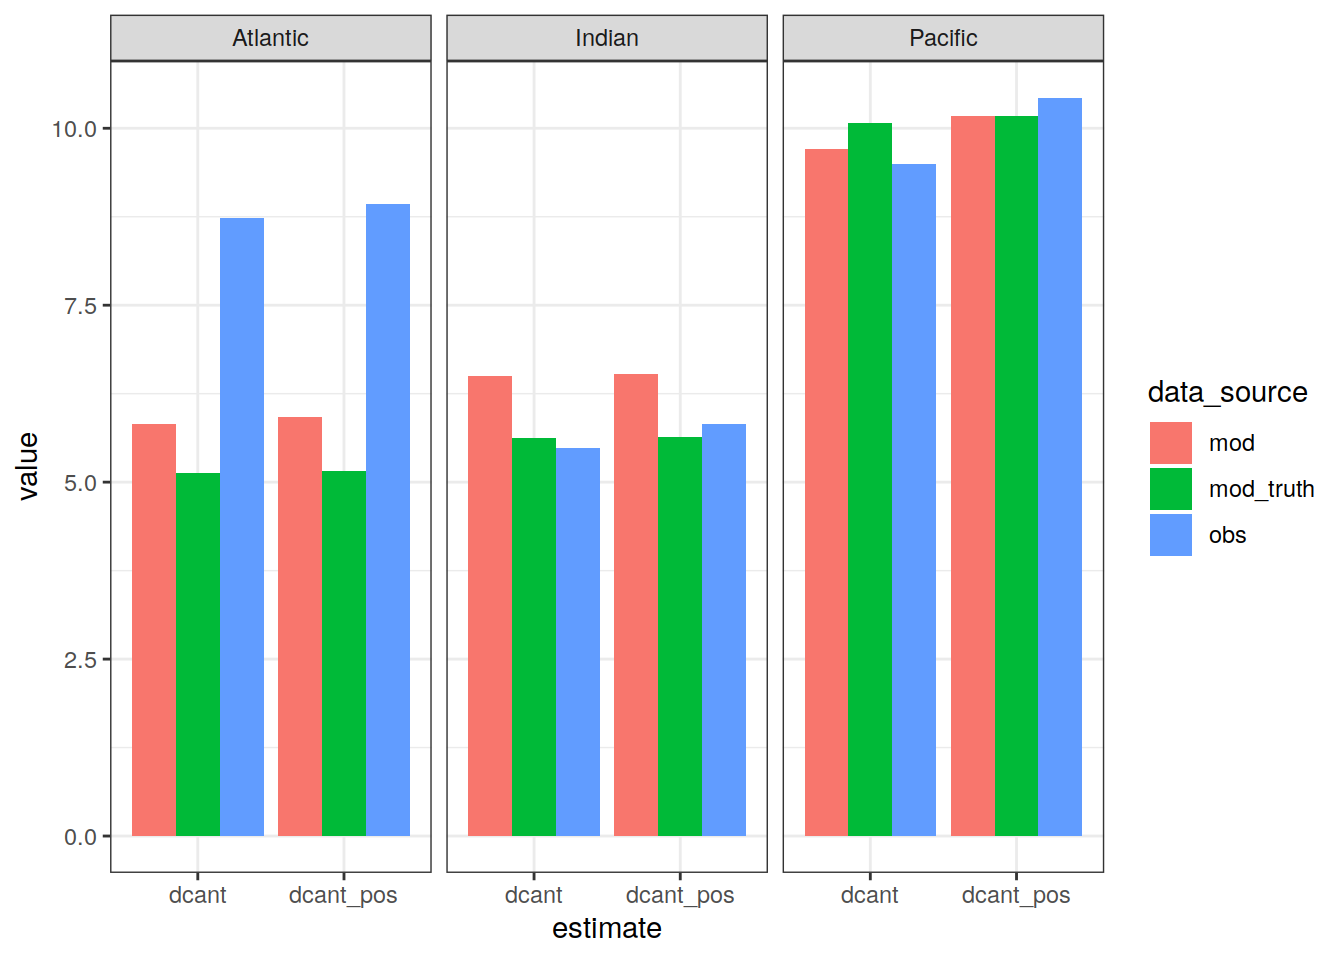 Atlantic Indian Pacific
10.0
7.5
5.0
2.5
0.0
value
dcant dcant_pos dcant dcant_pos dcant dcant_pos
estimate
data_source
mod
mod_truth
obs